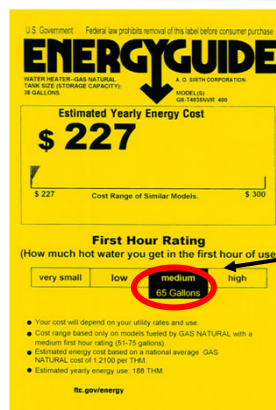 U.S. Government Federal law prohibits removal of this label before consumer purchase.
ENERGYGUIDE
WATER HEATER-GAS NATURAL
TANK SIZE (STORAGE CAPACITY):
38 GALLONS
A. O. SMITH CORPORATION
MODEL(S)
Estimated Yearly Energy Cost
$ 227
$ 227 Cost Range of Similar Models. $ 300
First Hour Rating
(How much hot water you get in the first hour of use
very small low medium high
65 Gallons
Your cost will depend on your utility rates and use.
Cost range based only on models fueled by GAS NATURAL with a
medium first hour rating (51-75 gallons).
Estimated energy cost based on a national average GAS
NATURAL cost of 1.2100 per THM.
Estimated yearly energy use: 188 THM.
ftc.gov/energy